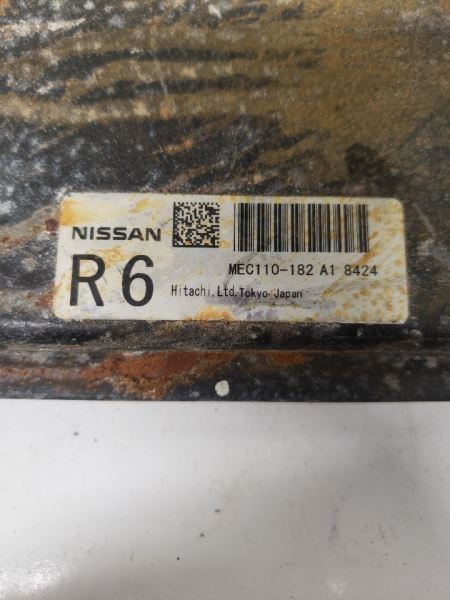 NISSAN
R6
MEC110-182 A1 8424
Hitachi,Ltd.Tokyo Japan